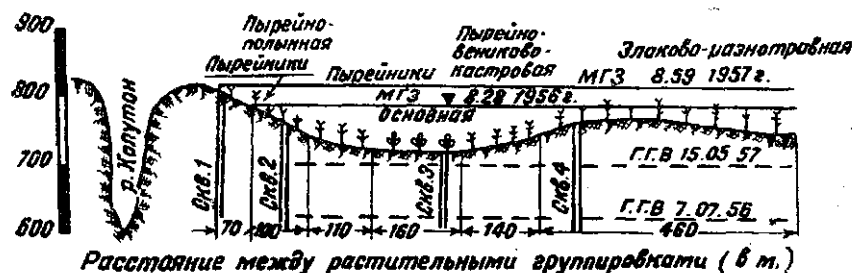 900
800
700
600
р. Капутон
Пырейно-
полынная
Пырейники
Пырейники
Пырейно-
вениково-
кастровая
Злаково-разнотравная
МГЗ 8.59 1957 г.
МГЗ 8.28 1956 г.
основная
Г.Г.В 15.05 57
Г.Г.В 7.07.56
Скв.1
Скв.2
Скв.3
Скв.4
70 100 110 160 140 460
Расстояние между растительными группировками (в м.)